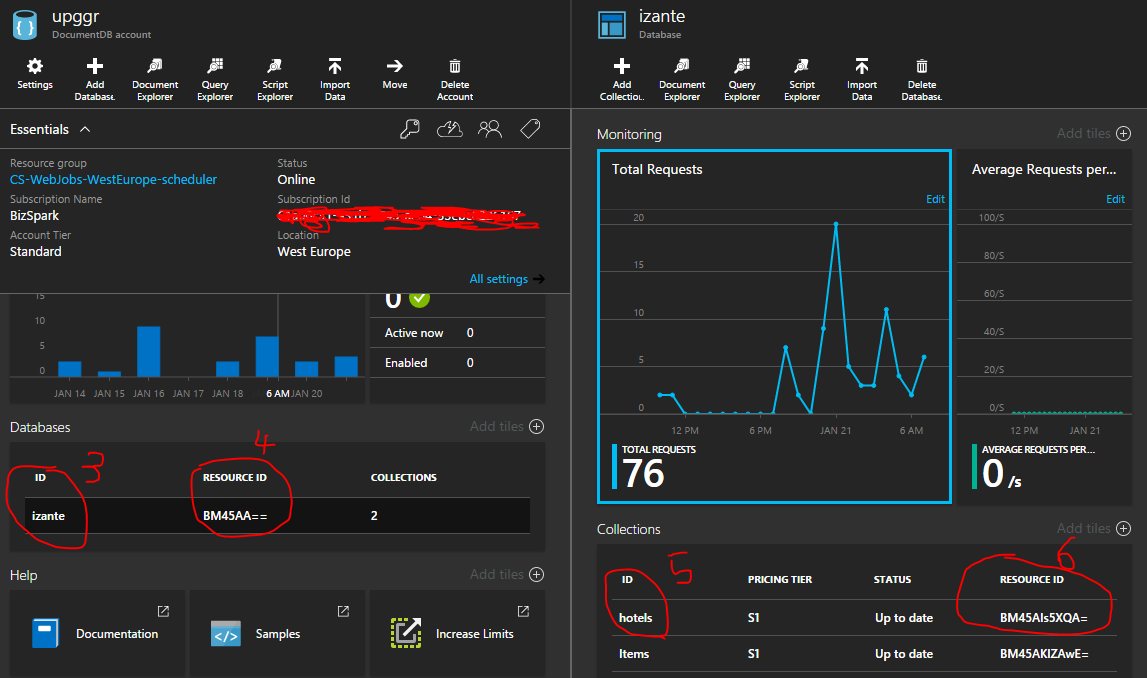 upggr
DocumentDB account
Settings
Add Database
Document Explorer
Query Explorer
Script Explorer
Import Data
Move
Delete Account
Essentials
Resource group
CS-WebJobs-WestEurope-scheduler
Subscription Name
BizSpark
Account Tier
Standard
Status
Online
Subscription Id
Location
West Europe
All settings
15
10
5
0
JAN 14 JAN 15 JAN 16 JAN 17 JAN 18 6 AM JAN 20
0
Active now 0
Enabled 0
Databases
Add tiles
3
4
ID RESOURCE ID COLLECTIONS
izante BM45AA== 2
Help
Add tiles
Documentation
Samples
Increase Limits
izante
Database
Add Collection
Document Explorer
Query Explorer
Script Explorer
Import Data
Delete Database
Monitoring
Add tiles
Total Requests
Edit
20
15
10
5
0
12 PM 6 PM JAN 21 6 AM
TOTAL REQUESTS
76
Average Requests per...
Edit
100/S
80/S
60/S
40/S
20/S
0/S
12 PM JAN 21
AVERAGE REQUESTS PER...
0 /s
Collections
Add tiles
5
6
ID PRICING TIER STATUS RESOURCE ID
hotels S1 Up to date BM45AIs5XQA=
Items S1 Up to date BM45AKIZAwE=